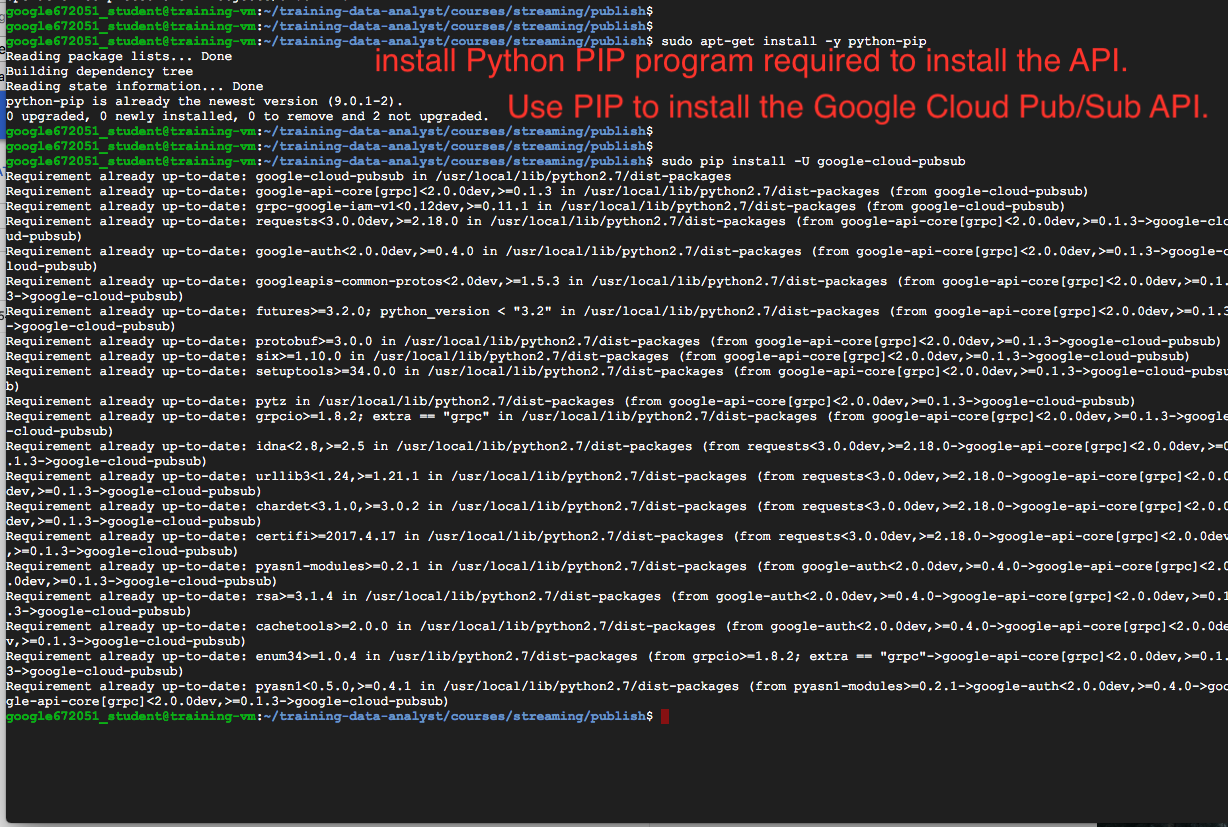 google672051_student@training-vm:~/training-data-analyst/courses/streaming/publish$
google672051_student@training-vm:~/training-data-analyst/courses/streaming/publish$
google672051_student@training-vm:~/training-data-analyst/courses/streaming/publish$ sudo apt-get install -y python-pip
Reading package lists... Done
install Python PIP program required to install the API.
Building dependency tree
Reading state information... Done
python-pip is already the newest version (9.0.1-2).
Use PIP to install the Google Cloud Pub/Sub API.
0 upgraded, 0 newly installed, 0 to remove and 2 not upgraded.
google672051_student@training-vm:~/training-data-analyst/courses/streaming/publish$
google672051_student@training-vm:~/training-data-analyst/courses/streaming/publish$
google672051_student@training-vm:~/training-data-analyst/courses/streaming/publish$ sudo pip install -U google-cloud-pubsub
Requirement already up-to-date: google-cloud-pubsub in /usr/local/lib/python2.7/dist-packages
Requirement already up-to-date: google-api-core[grpc]<2.0.0dev,>=0.1.3 in /usr/local/lib/python2.7/dist-packages (from google-cloud-pubsub)
Requirement already up-to-date: grpc-google-iam-v1<0.12dev,>=0.11.1 in /usr/local/lib/python2.7/dist-packages (from google-cloud-pubsub)
Requirement already up-to-date: requests<3.0.0dev,>=2.18.0 in /usr/local/lib/python2.7/dist-packages (from google-api-core[grpc]<2.0.0dev,>=0.1.3->google-clo
ud-pubsub)
Requirement already up-to-date: google-auth<2.0.0dev,>=0.4.0 in /usr/local/lib/python2.7/dist-packages (from google-api-core[grpc]<2.0.0dev,>=0.1.3->google-c
loud-pubsub)
Requirement already up-to-date: googleapis-common-protos<2.0dev,>=1.5.3 in /usr/local/lib/python2.7/dist-packages (from google-api-core[grpc]<2.0.0dev,>=0.1.
3->google-cloud-pubsub)
Requirement already up-to-date: futures>=3.2.0; python_version < "3.2" in /usr/local/lib/python2.7/dist-packages (from google-api-core[grpc]<2.0.0dev,>=0.1.3
->google-cloud-pubsub)
Requirement already up-to-date: protobuf>=3.0.0 in /usr/local/lib/python2.7/dist-packages (from google-api-core[grpc]<2.0.0dev,>=0.1.3->google-cloud-pubsub)
Requirement already up-to-date: six>=1.10.0 in /usr/local/lib/python2.7/dist-packages (from google-api-core[grpc]<2.0.0dev,>=0.1.3->google-cloud-pubsub)
Requirement already up-to-date: setuptools>=34.0.0 in /usr/local/lib/python2.7/dist-packages (from google-api-core[grpc]<2.0.0dev,>=0.1.3->google-cloud-pubsu
b)
Requirement already up-to-date: pytz in /usr/local/lib/python2.7/dist-packages (from google-api-core[grpc]<2.0.0dev,>=0.1.3->google-cloud-pubsub)
Requirement already up-to-date: grpcio>=1.8.2; extra == "grpc" in /usr/local/lib/python2.7/dist-packages (from google-api-core[grpc]<2.0.0dev,>=0.1.3->google
-cloud-pubsub)
Requirement already up-to-date: idna<2.8,>=2.5 in /usr/local/lib/python2.7/dist-packages (from requests<3.0.0dev,>=2.18.0->google-api-core[grpc]<2.0.0dev,>=0
.1.3->google-cloud-pubsub)
Requirement already up-to-date: urllib3<1.24,>=1.21.1 in /usr/local/lib/python2.7/dist-packages (from requests<3.0.0dev,>=2.18.0->google-api-core[grpc]<2.0.0
dev,>=0.1.3->google-cloud-pubsub)
Requirement already up-to-date: chardet<3.1.0,>=3.0.2 in /usr/local/lib/python2.7/dist-packages (from requests<3.0.0dev,>=2.18.0->google-api-core[grpc]<2.0.0
dev,>=0.1.3->google-cloud-pubsub)
Requirement already up-to-date: certifi>=2017.4.17 in /usr/local/lib/python2.7/dist-packages (from requests<3.0.0dev,>=2.18.0->google-api-core[grpc]<2.0.0dev
,>=0.1.3->google-cloud-pubsub)
Requirement already up-to-date: pyasn1-modules>=0.2.1 in /usr/local/lib/python2.7/dist-packages (from google-auth<2.0.0dev,>=0.4.0->google-api-core[grpc]<2.0
.0dev,>=0.1.3->google-cloud-pubsub)
Requirement already up-to-date: rsa>=3.1.4 in /usr/local/lib/python2.7/dist-packages (from google-auth<2.0.0dev,>=0.4.0->google-api-core[grpc]<2.0.0dev,>=0.1
.3->google-cloud-pubsub)
Requirement already up-to-date: cachetools>=2.0.0 in /usr/local/lib/python2.7/dist-packages (from google-auth<2.0.0dev,>=0.4.0->google-api-core[grpc]<2.0.0de
v,>=0.1.3->google-cloud-pubsub)
Requirement already up-to-date: enum34>=1.0.4 in /usr/lib/python2.7/dist-packages (from grpcio>=1.8.2; extra == "grpc"->google-api-core[grpc]<2.0.0dev,>=0.1.
3->google-cloud-pubsub)
Requirement already up-to-date: pyasn1<0.5.0,>=0.4.1 in /usr/local/lib/python2.7/dist-packages (from pyasn1-modules>=0.2.1->google-auth<2.0.0dev,>=0.4.0->goo
gle-api-core[grpc]<2.0.0dev,>=0.1.3->google-cloud-pubsub)
google672051_student@training-vm:~/training-data-analyst/courses/streaming/publish$